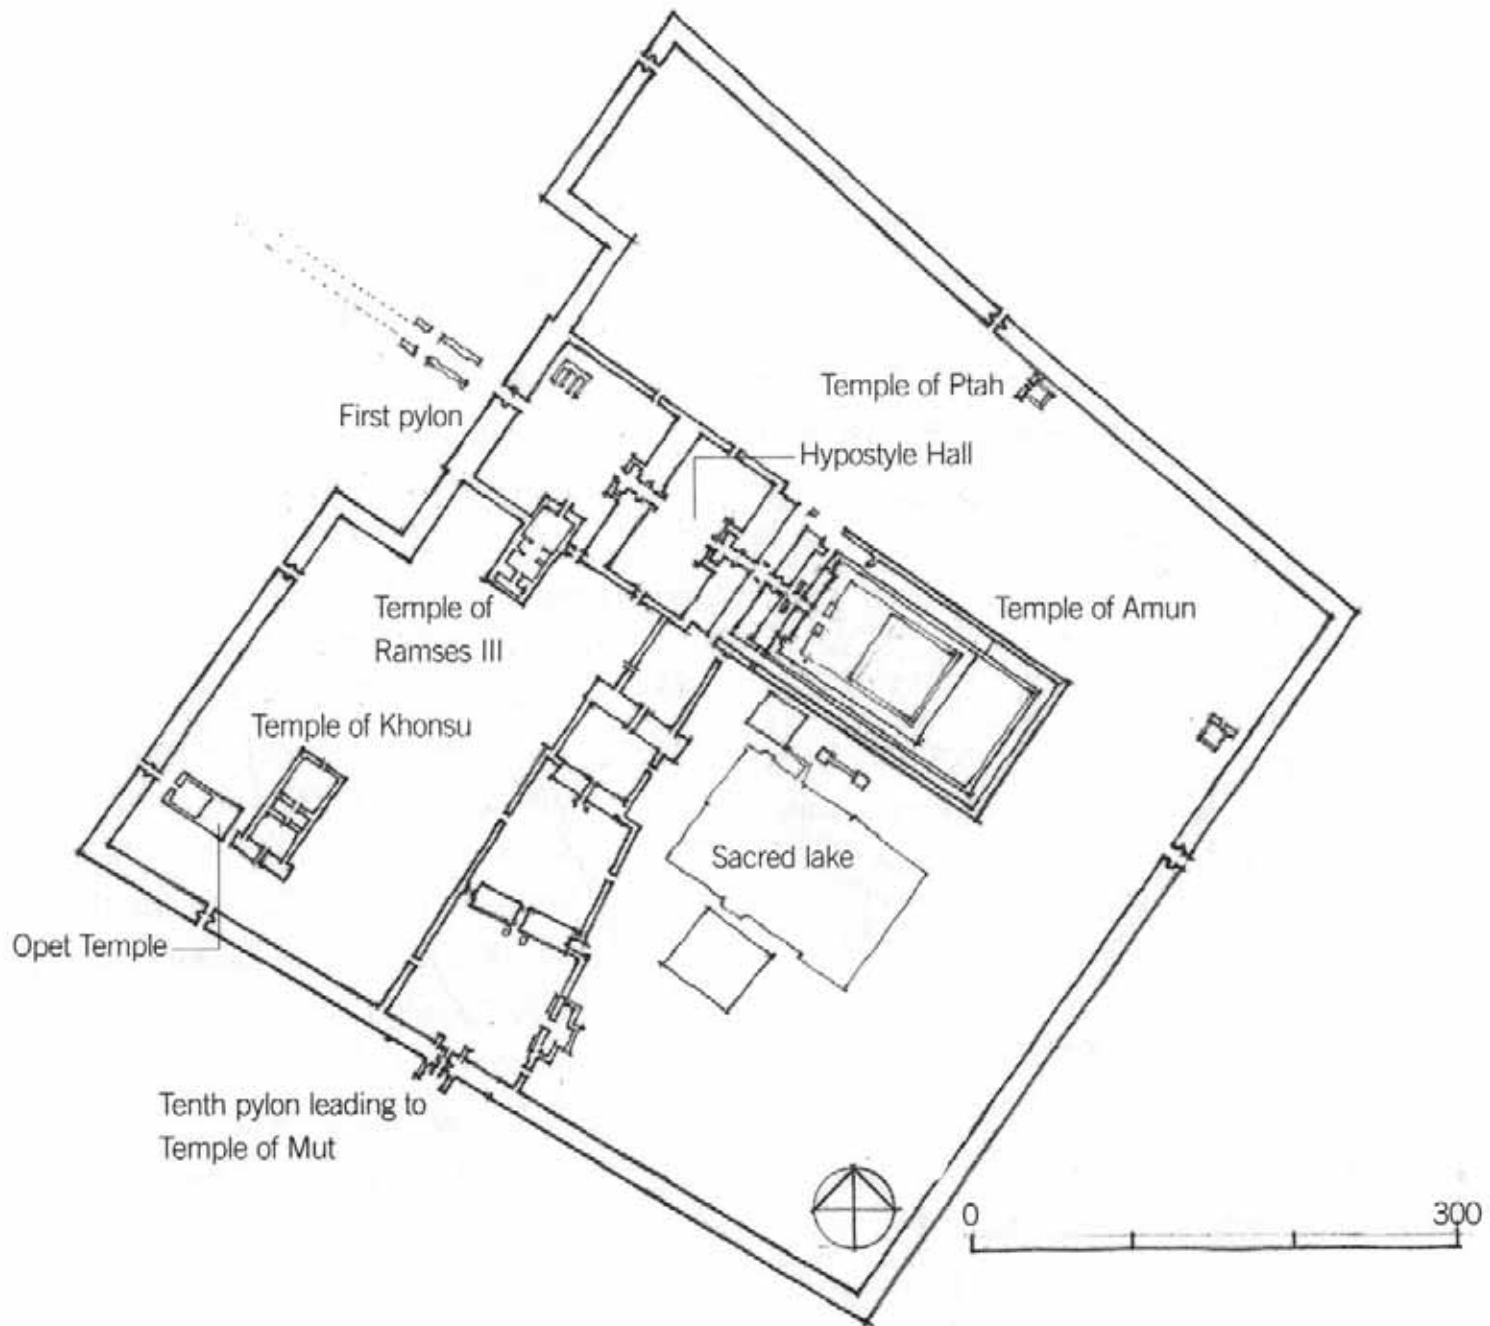 Temple of Ptah
First pylon
Hypostyle Hall
Temple of Amun
Temple of
Ramses III
Temple of Khonsu
Sacred lake
Opet Temple
Tenth pylon leading to
Temple of Mut
0 300